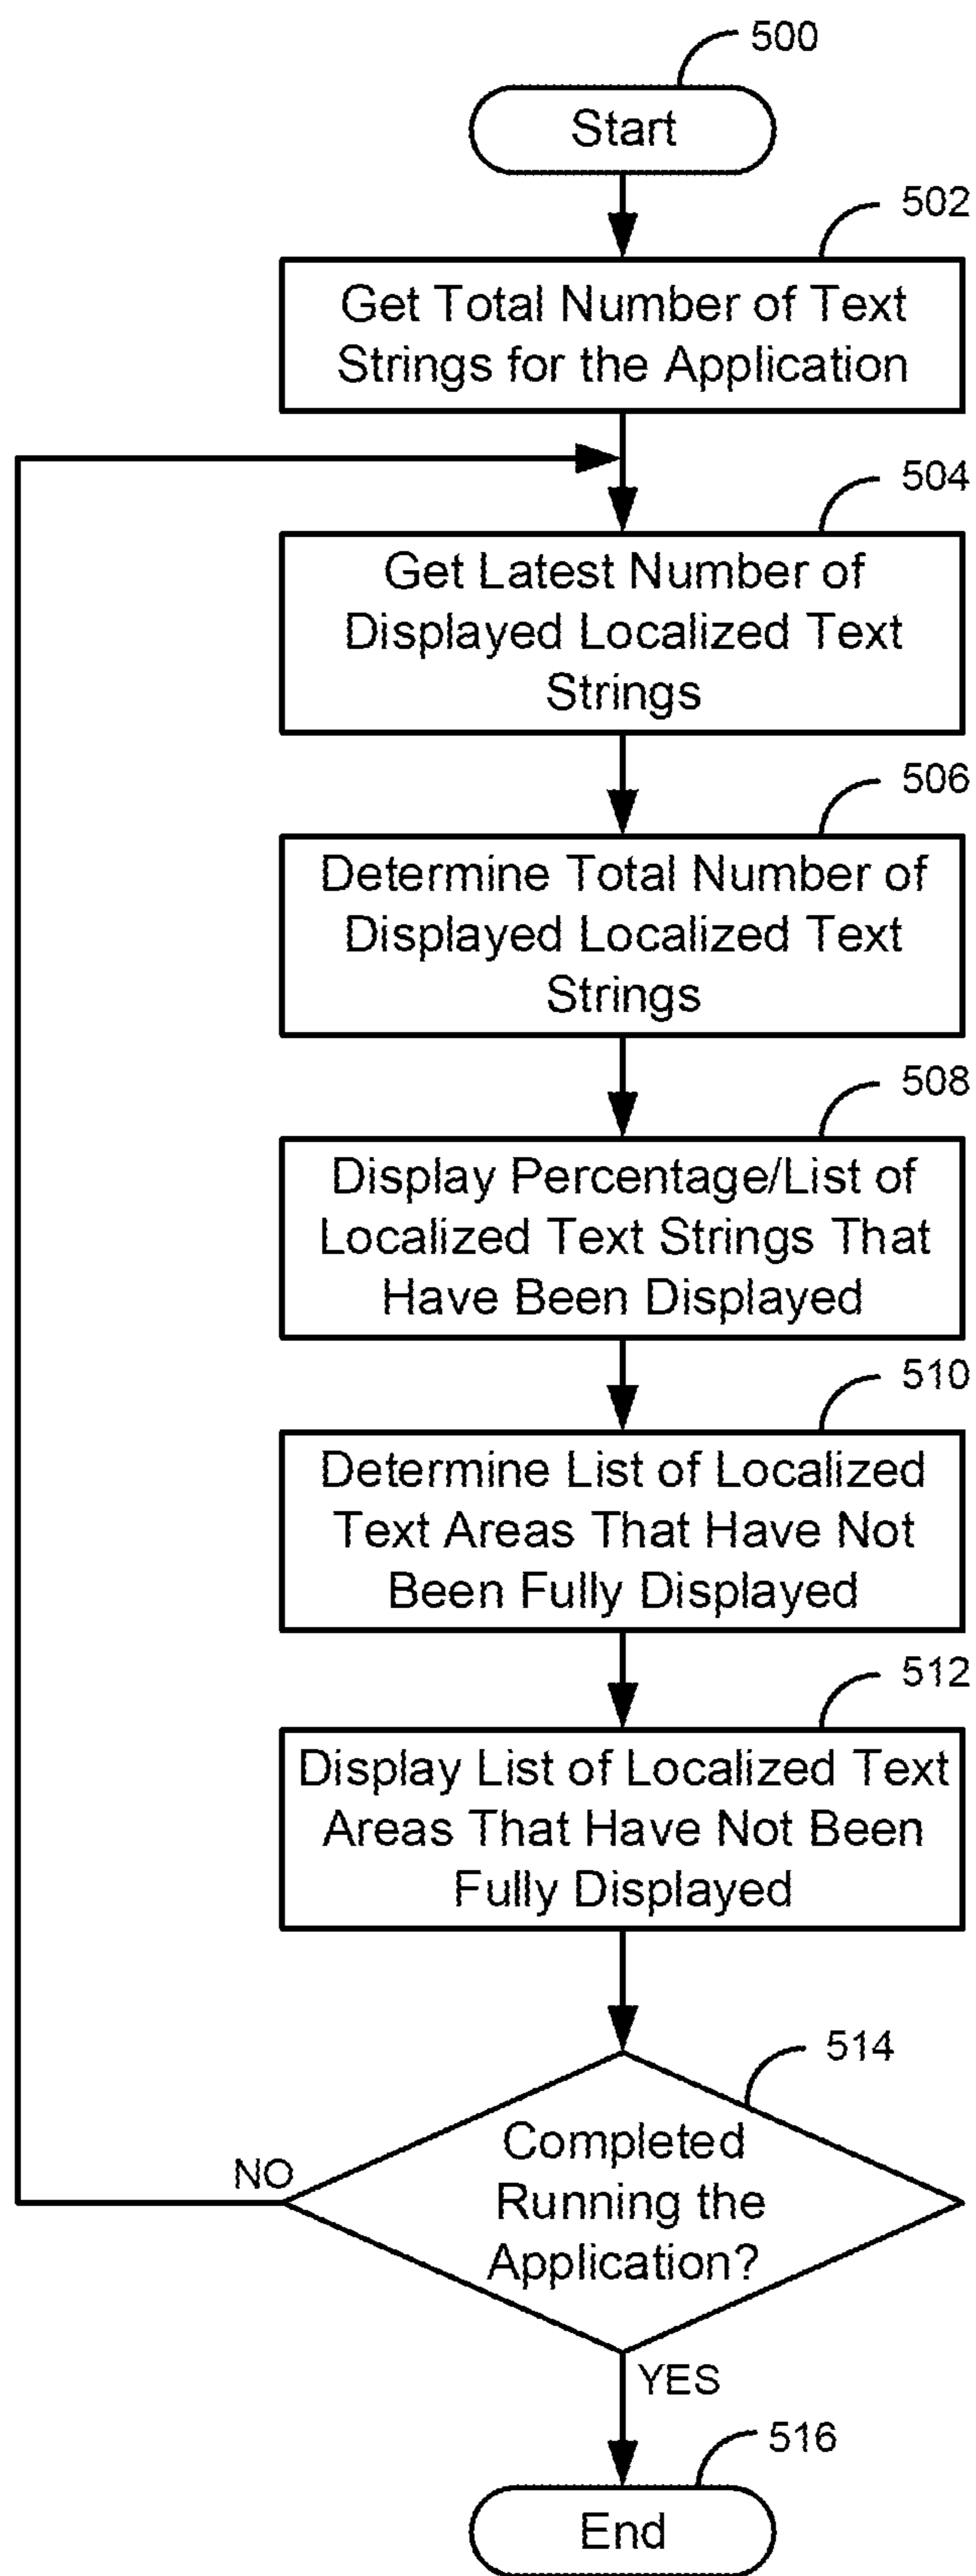 500
Start
502
Get Total Number of Text
Strings for the Application
504
Get Latest Number of
Displayed Localized Text
Strings
506
Determine Total Number of
Displayed Localized Text
Strings
508
Display Percentage/List of
Localized Text Strings That
Have Been Displayed
510
Determine List of Localized
Text Areas That Have Not
Been Fully Displayed
512
Display List of Localized Text
Areas That Have Not Been
Fully Displayed
514
Completed
Running the
Application?
NO
YES
516
End